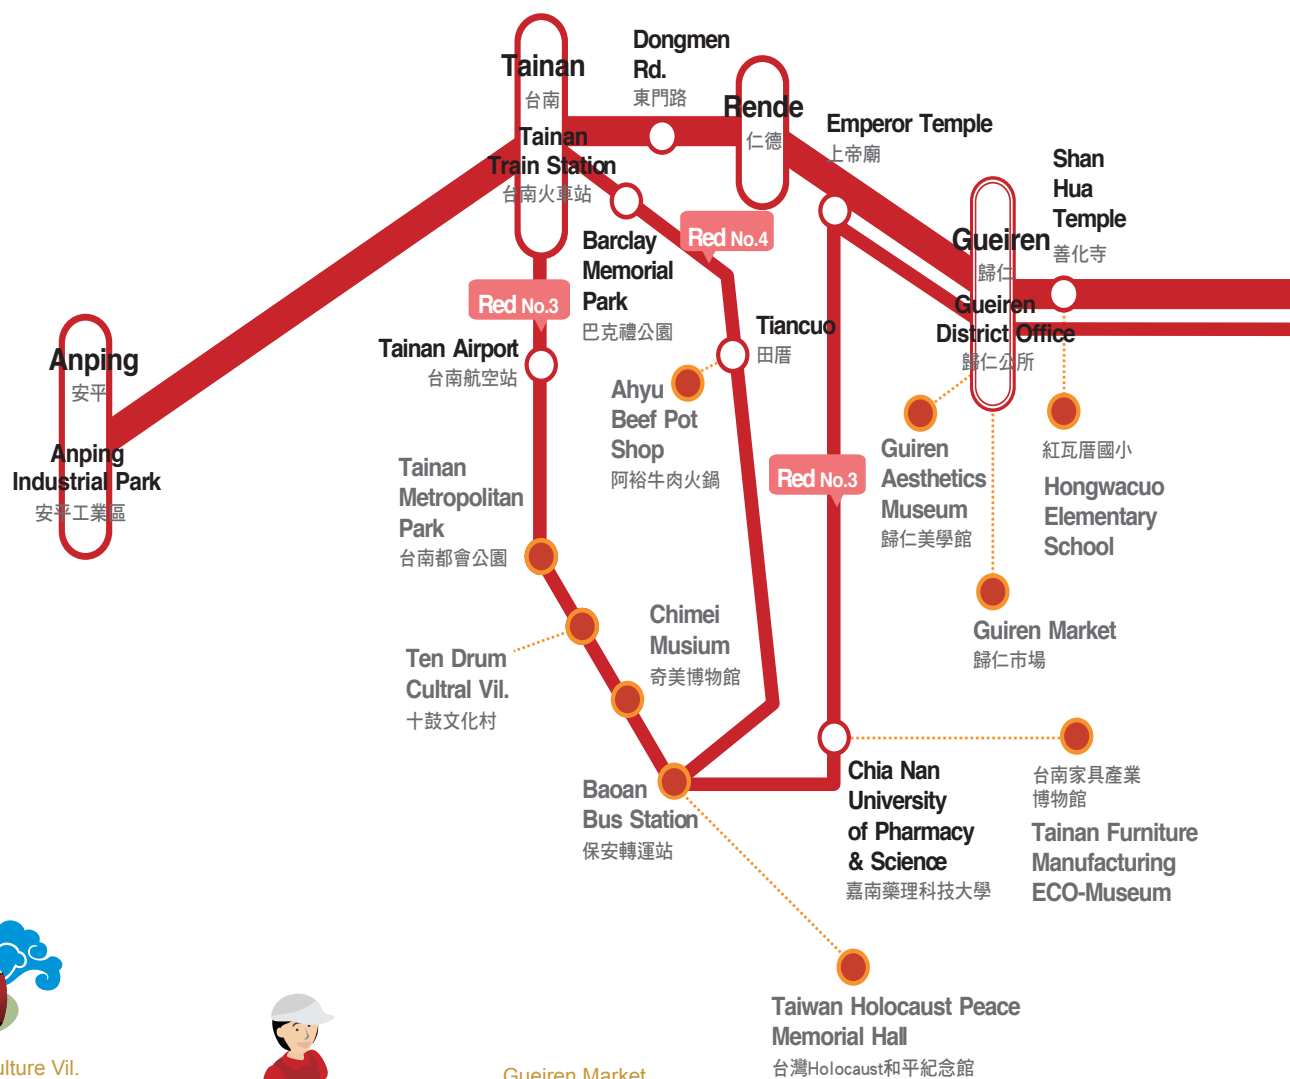 Tainan
台南
Tainan
Train Station
台南火車站
Dongmen
Rd.
東門路
Rende
仁德
Emperor Temple
上帝廟
Shan
Hua
Temple
善化寺
Gueiren
歸仁
Gueiren
District Office
歸仁公所
Barclay
Memorial
Park
巴克禮公園
Red No.4
Red No.3
Tainan Airport
台南航空站
Tiancuo
田厝
Anping
安平
Anping
Industrial Park
安平工業區
Ahyu
Beef Pot
Shop
阿裕牛肉火鍋
Tainan
Metropolitan
Park
台南都會公園
Red No.3
Guiren
Aesthetics
Museum
歸仁美學館
紅瓦厝國小
Hongwacuo
Elementary
School
Guiren Market
歸仁市場
Chimei
Musium
奇美博物館
Ten Drum
Cultral Vil.
十鼓文化村
Baoan
Bus Station
保安轉運站
Chia Nan
University
of Pharmacy
& Science
嘉南藥理科技大學
台南家具產業
博物館
Tainan Furniture
Manufacturing
ECO-Museum
Taiwan Holocaust Peace
Memorial Hall
台灣Holocaust和平紀念館
ulture Vil.
Gueiren Market